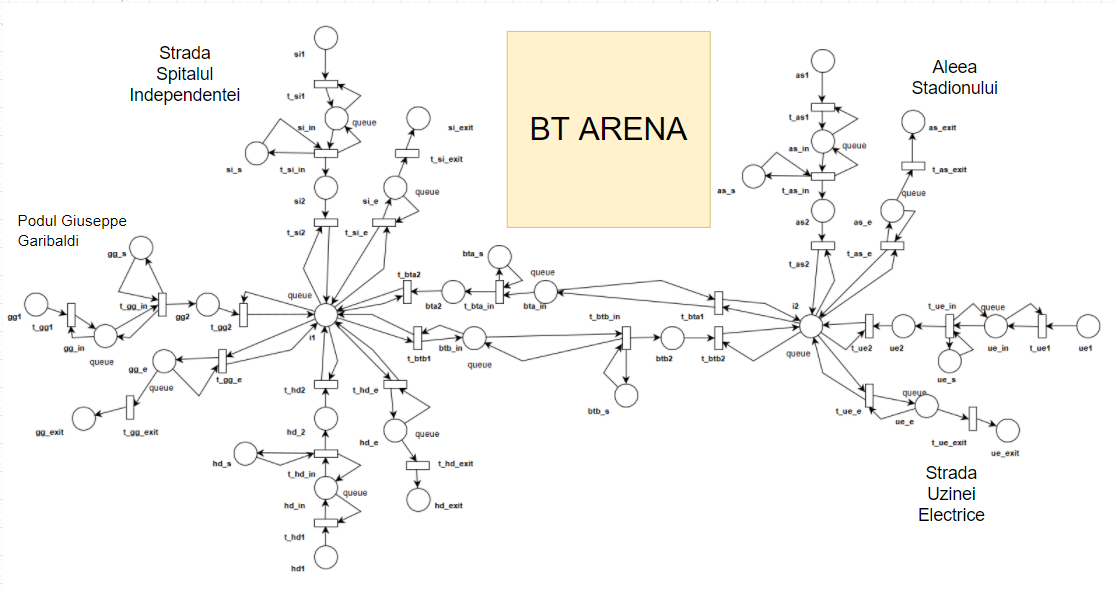 Strada
Spitalul
Independentei
BT ARENA
Aleea
Stadionului
Podul Giuseppe
Garibaldi
Strada
Uzinei
Electrice
si1
t_si1
si_in
queue
si_s
t_si_in
si2
t_si2
si_exit
t_si_exit
queue
si_e
t_si_e
gg_s
gg1
t_gg1
gg_in
queue
t_gg_in
gg2
t_gg2
queue
i1
gg_e
queue
t_gg_e
gg_exit
t_gg_exit
t_bta2
bta2
bta_s
queue
t_bta_in
bta_in
t_bta1
t_btb1
btb_in
queue
t_btb_in
btb_s
btb2
t_btb2
t_hd2
hd_2
hd_s
t_hd_in
queue
hd_in
t_hd1
hd1
t_hd_e
hd_e
queue
t_hd_exit
hd_exit
as1
t_as1
as_in
queue
as_s
t_as_in
as2
t_as2
as_exit
t_as_exit
queue
as_e
t_as_e
i2
queue
t_ue2
ue2
t_ue_in
queue
ue_in
ue_s
t_ue1
ue1
t_ue_e
queue
ue_e
t_ue_exit
ue_exit